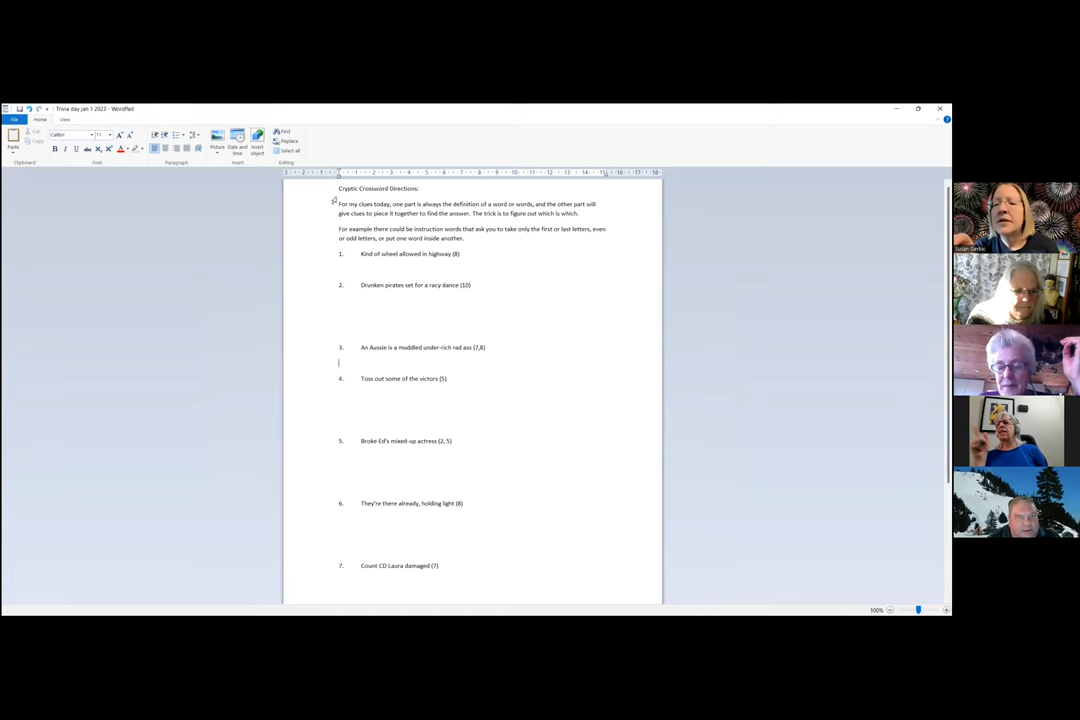 Trivia day jan 1 2023 - WordPad
File Home View
Cut
Copy
Paste
Clipboard
Calibri 11
Font
Paragraph
Picture Date and time Insert object
Insert
Find
Replace
Select all
Editing
Cryptic Crossword Directions:
For my clues today, one part is always the definition of a word or words, and the other part will
give clues to piece it together to find the answer. The trick is to figure out which is which.
For example there could be instruction words that ask you to take only the first or last letters, even
or odd letters, or put one word inside another.
1. Kind of wheel allowed in highway (8)
2. Drunken pirates set for a racy dance (10)
3. An Aussie is a muddled under-rich rad ass (7,8)
4. Toss out some of the victors (5)
5. Broke Ed's mixed-up actress (2, 5)
6. They're there already, holding light (8)
7. Count CD Laura damaged (7)
100%
Susan Gerbic